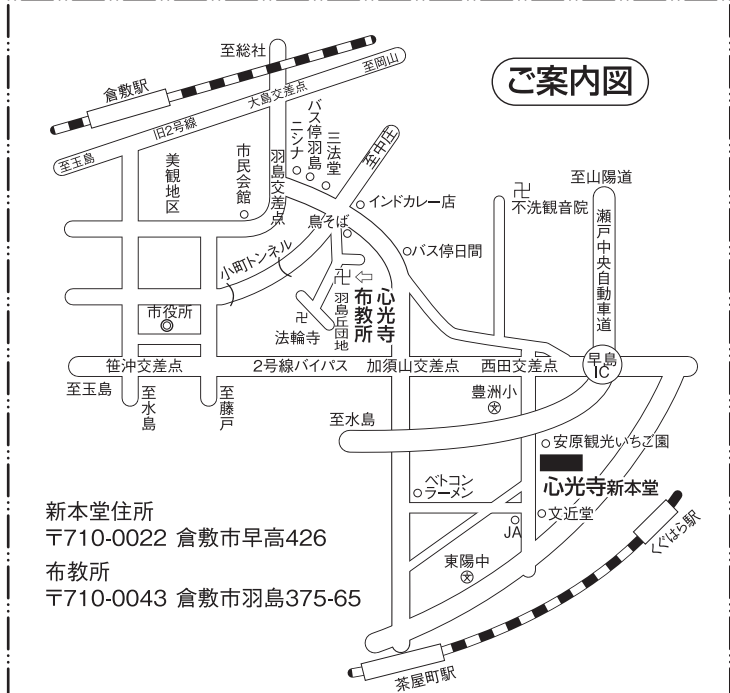 ご案内図
至総社
倉敷駅
至岡山
大島交差点
旧2号線
至玉島
美観地区
市民会館
羽島交差点
ニシナ
バス停羽島
三法堂
至中庄
インドカレー店
鳥そば
バス停日間
卍
不洗観音院
至山陽道
瀬戸中央自動車道
小町トンネル
卍⇦
心光寺
布教所
羽島丘団地
卍
法輪寺
市役所
笹沖交差点
2号線バイパス
加須山交差点
西田交差点
早島
IC
至玉島
至水島
至藤戸
豊洲小
至水島
安原観光いちご園
心光寺新本堂
ベトコン
ラーメン
文近堂
JA
東陽中
くぐはら駅
茶屋町駅
新本堂住所
〒710-0022 倉敷市早高426
布教所
〒710-0043 倉敷市羽島375-65